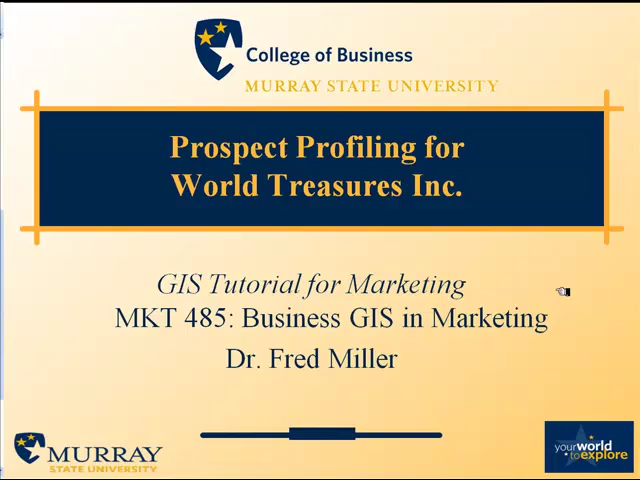 College of Business
MURRAY STATE UNIVERSITY
Prospect Profiling for
World Treasures Inc.
GIS Tutorial for Marketing
MKT 485: Business GIS in Marketing
Dr. Fred Miller
MURRAY
STATE UNIVERSITY
your world
to explore